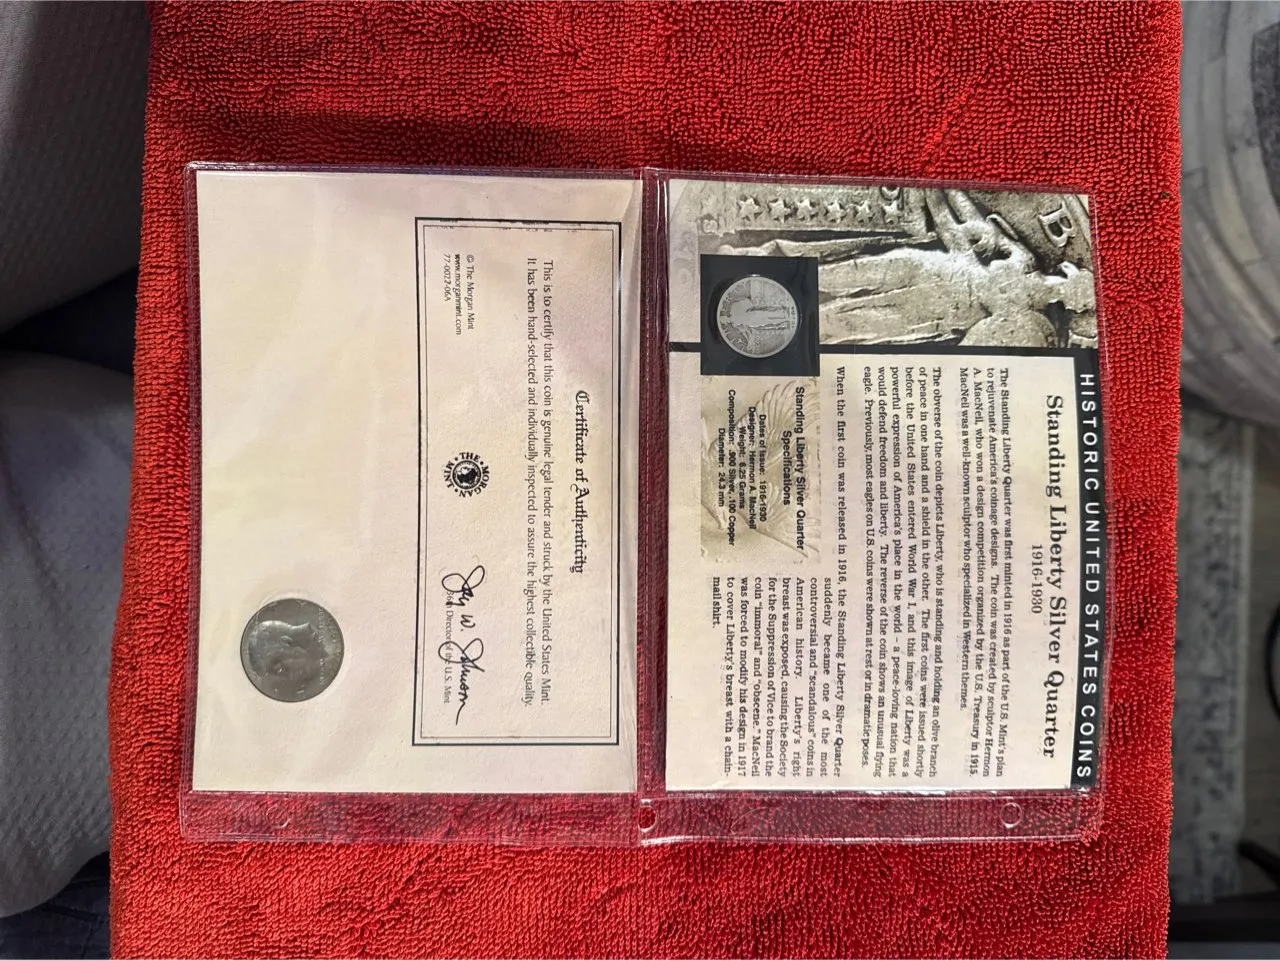 HISTORIC UNITED STATES COINS
Standing Liberty Silver Quarter
1916-1930
The Standing Liberty Quarter was first minted in 1916 as part of the U.S. Mint's plan
to rejuvenate America's coinage designs. The coin was created by sculptor Hermon
A. MacNeil, who won a design competition organized by the U.S. Treasury in 1915.
MacNeil was a well-known sculptor who specialized in Western themes.
The obverse of the coin depicts Liberty, who is standing and holding an olive branch
of peace in one hand and a shield in the other. The first coins were issued shortly
before the United States entered World War I, and this image of Liberty was a
powerful expression of America's place in the world – a peace-loving nation that
would defend freedom and liberty. The reverse of the coin shows an unusual flying
eagle. Previously, most eagles on U.S. coins were shown at rest or in dramatic poses.
When the first coin was released in 1916, the Standing Liberty Silver Quarter
suddenly became one of the most
controversial and "scandalous" coins in
American history. Liberty's right
breast was exposed, causing the Society
for the Suppression of Vice to brand the
coin "immoral" and "obscene." MacNeil
was forced to modify his design in 1917
to cover Liberty's breast with a chain-
mail shirt.
Standing Liberty Silver Quarter
Specifications
Dates of Issue: 1916-1930
Designer: Hermon A. MacNeil
Weight: 6.25 Grams
Composition: .900 Silver, .100 Copper
Diameter: 24.3 mm
B
Certificate of Authenticity
This is to certify that this coin is genuine legal tender and struck by the United States Mint.
It has been hand-selected and individually inspected to assure the highest collectible quality.
THE MORGAN MINT
Jay W. Johnson
36th Director of the U.S. Mint
© The Morgan Mint
www.morganmint.com
77-0022-06A